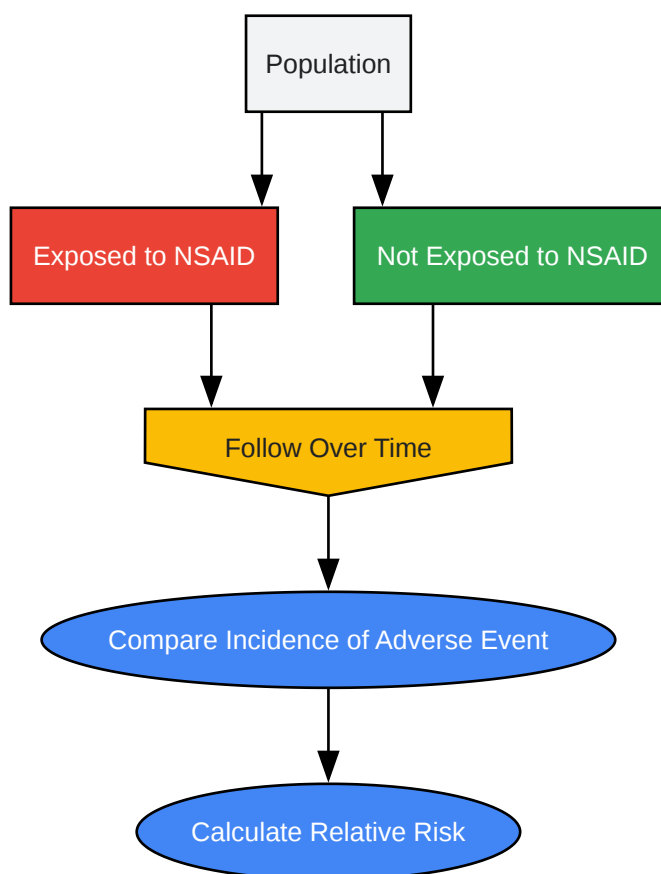 Population
Exposed to NSAID
Not Exposed to NSAID
Follow Over Time
Compare Incidence of Adverse Event
Calculate Relative Risk